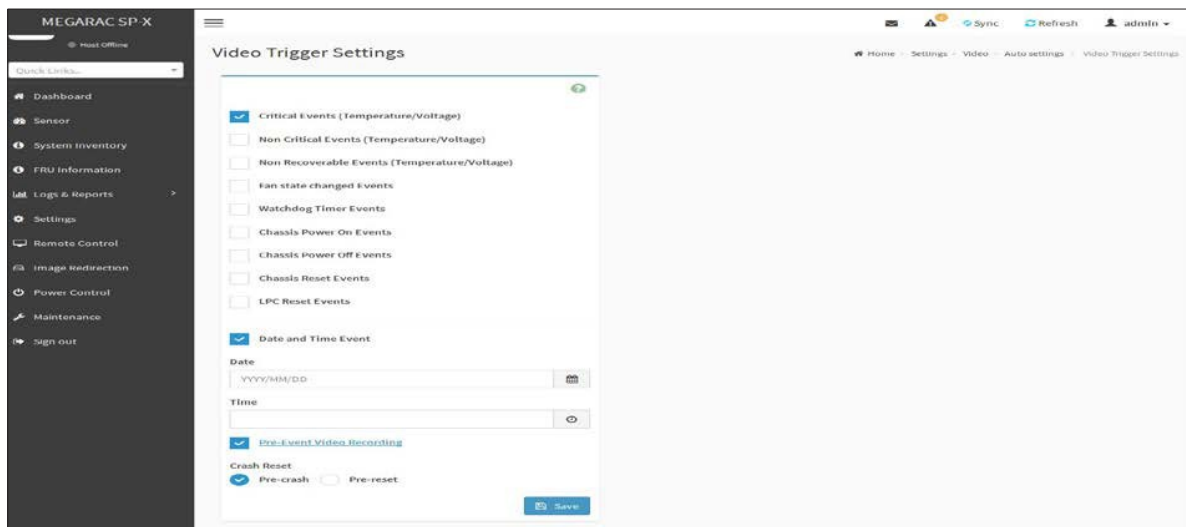 MEGARAC SP-X
Host Offline
Quick Links...
Dashboard
Sensor
System Inventory
FRU Information
Logs & Reports >
Settings
Remote Control
Image Redirection
Power Control
Maintenance
Sign out
Sync Refresh admin
Video Trigger Settings
Home - Settings - Video - Auto settings - Video Trigger Settings
Critical Events (Temperature/Voltage)
Non Critical Events (Temperature/Voltage)
Non Recoverable Events (Temperature/Voltage)
Fan state changed Events
Watchdog Timer Events
Chassis Power On Events
Chassis Power Off Events
Chassis Reset Events
LPC Reset Events
Date and Time Event
Date
YYYY/MM/DD
Time
Pre-Event Video Recording
Crash Reset
Pre-crash Pre-reset
Save